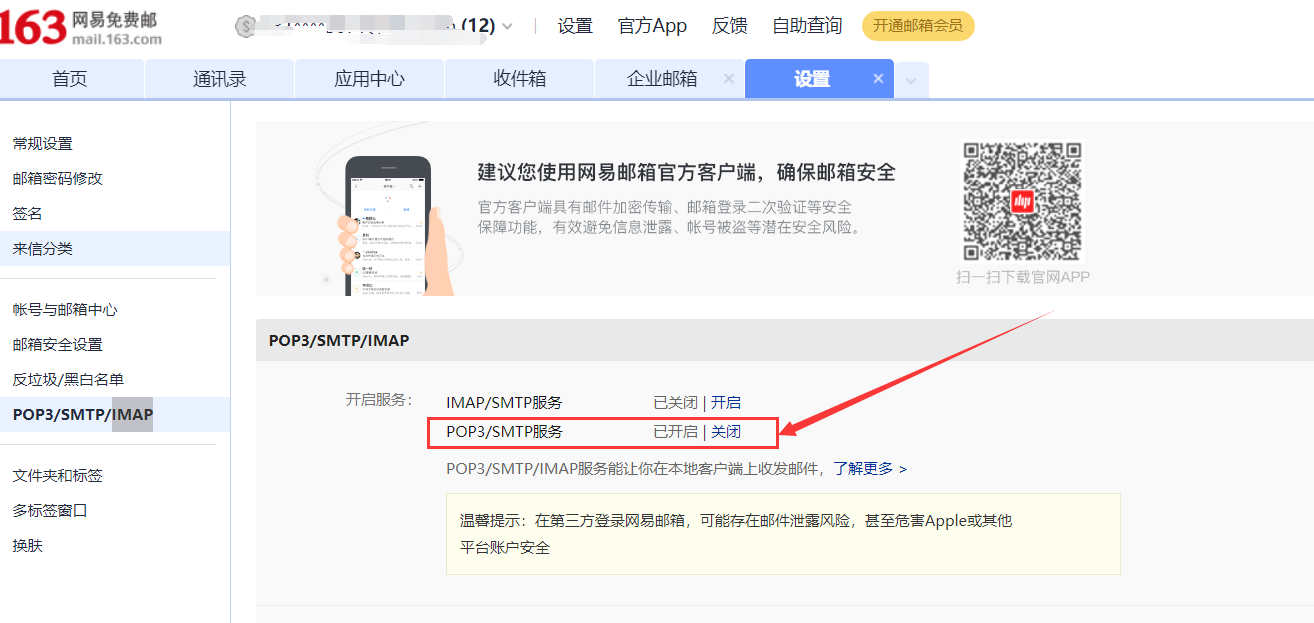 163 网易免费邮
mail.163.com
(12)
设置 官方App 反馈 自助查询 开通邮箱会员
首页 通讯录 应用中心 收件箱 企业邮箱 × 设置 ×
常规设置
邮箱密码修改
签名
来信分类
帐号与邮箱中心
邮箱安全设置
反垃圾/黑白名单
POP3/SMTP/IMAP
文件夹和标签
多标签窗口
换肤
建议您使用网易邮箱官方客户端，确保邮箱安全
官方客户端具有邮件加密传输、邮箱登录二次验证等安全
保障功能，有效避免信息泄露、帐号被盗等潜在安全风险。
扫一扫下载官网APP
POP3/SMTP/IMAP
开启服务： IMAP/SMTP服务 已关闭 | 开启
POP3/SMTP服务 已开启 | 关闭
POP3/SMTP/IMAP服务能让你在本地客户端上收发邮件，了解更多 >
温馨提示：在第三方登录网易邮箱，可能存在邮件泄露风险，甚至危害Apple或其他
平台账户安全